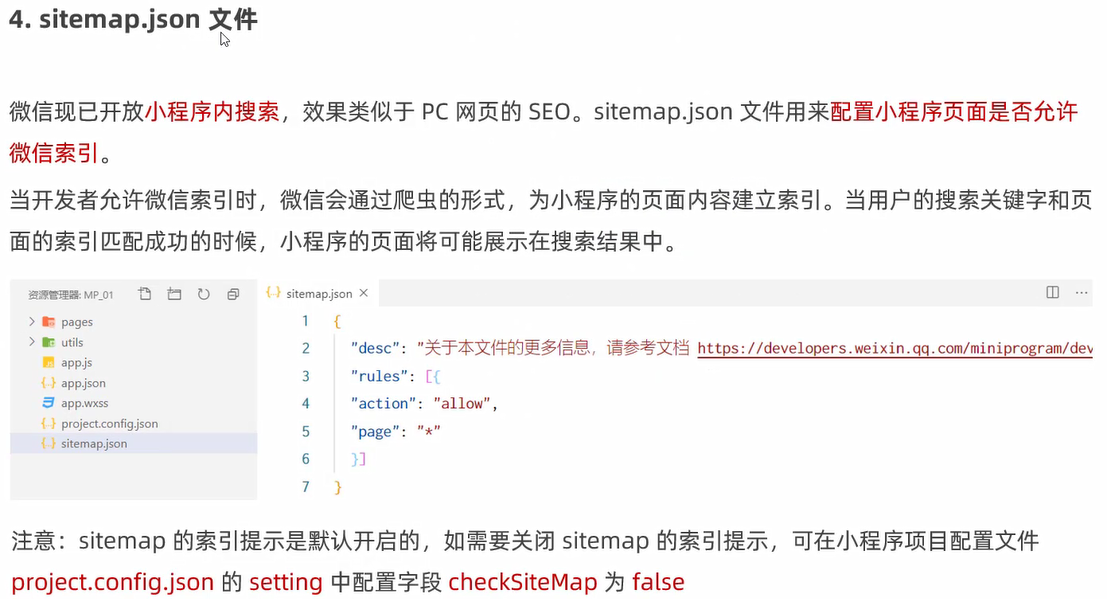 4. sitemap.json 文件
微信现已开放小程序内搜索，效果类似于 PC 网页的 SEO。sitemap.json 文件用来配置小程序页面是否允许
微信索引。
当开发者允许微信索引时，微信会通过爬虫的形式，为小程序的页面内容建立索引。当用户的搜索关键字和页
面的索引匹配成功的时候，小程序的页面将可能展示在搜索结果中。
资源管理器: MP_01
pages
utils
app.js
{..} app.json
app.wxss
{..} project.config.json
{..} sitemap.json
{..} sitemap.json ×
1 {
2 "desc": "关于本文件的更多信息，请参考文档 https://developers.weixin.qq.com/miniprogram/dev
3 "rules": [{
4 "action": "allow",
5 "page": "*"
6 }]
7 }
注意：sitemap 的索引提示是默认开启的，如需要关闭 sitemap 的索引提示，可在小程序项目配置文件
project.config.json 的 setting 中配置字段 checkSiteMap 为 false